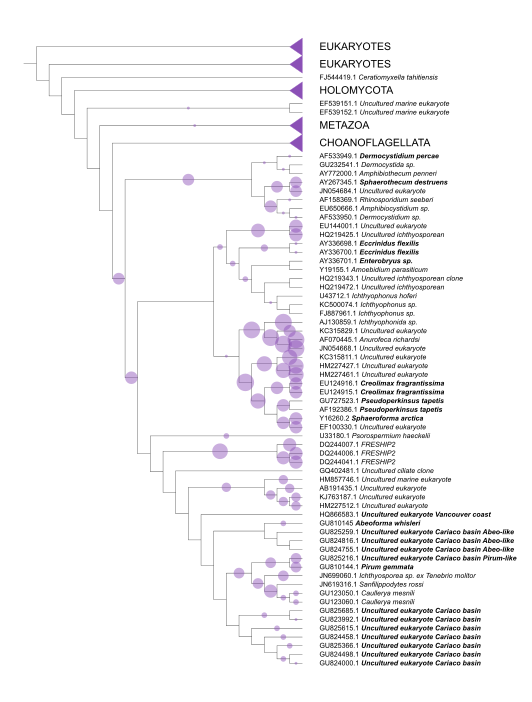 EUKARYOTES
EUKARYOTES
FJ544419.1 Ceratiomyxella tahitiensis
HOLOMYCOTA
EF539151.1 Uncultured marine eukaryote
EF539152.1 Uncultured marine eukaryote
METAZOA
CHOANOFLAGELLATA
AF533949.1 Dermocystidium percae
GU232541.1 Dermocystida sp.
AY772000.1 Amphibiothecum penneri
AY267345.1 Sphaerothecum destruens
JN054684.1 Uncultured eukaryote
AF158369.1 Rhinosporidium seeberi
EU650666.1 Amphibiocystidium sp.
AF533950.1 Dermocystidium sp.
EU144001.1 Uncultured eukaryote
HQ219425.1 Uncultured ichthyosporean
AY336698.1 Eccrinidus flexilis
AY336700.1 Eccrinidus flexilis
AY336701.1 Enterobryus sp.
Y19155.1 Amoebidium parasiticum
HQ219343.1 Uncultured ichthyosporean clone
HQ219472.1 Uncultured ichthyosporean
U43712.1 Ichthyophonus hoferi
KC500074.1 Ichthyophonus sp.
FJ887961.1 Ichthyophonus sp.
AJ130859.1 Ichthyophonida sp.
KC315829.1 Uncultured eukaryote
AF070445.1 Anurofeca richardsi
JN054668.1 Uncultured eukaryote
KC315811.1 Uncultured eukaryote
HM227427.1 Uncultured eukaryote
HM227461.1 Uncultured eukaryote
EU124916.1 Creolimax fragrantissima
EU124915.1 Creolimax fragrantissima
GU727523.1 Pseudoperkinsus tapetis
AF192386.1 Pseudoperkinsus tapetis
Y16260.2 Sphaeroforma arctica
EF100330.1 Uncultured eukaryote
U33180.1 Psorospermium haeckelii
DQ244007.1 FRESHIP2
DQ244006.1 FRESHIP2
DQ244041.1 FRESHIP2
GQ402481.1 Uncultured ciliate clone
HM857746.1 Uncultured marine eukaryote
AB191435.1 Uncultured eukaryote
KJ763187.1 Uncultured eukaryote
HM227512.1 Uncultured eukaryote
HQ866583.1 Uncultured eukaryote Vancouver coast
GU810145 Abeoforma whisleri
GU825259.1 Uncultured eukaryote Cariaco basin Abeo-like
GU824816.1 Uncultured eukaryote Cariaco basin Abeo-like
GU824755.1 Uncultured eukaryote Cariaco basin Abeo-like
GU825216.1 Uncultured eukaryote Cariaco basin Pirum-like
GU810144.1 Pirum gemmata
JN699060.1 Ichthyosporea sp. ex Tenebrio molitor
JN619316.1 Sanfilippodytes rossi
GU123050.1 Caullerya mesnili
GU123060.1 Caullerya mesnili
GU825685.1 Uncultured eukaryote Cariaco basin
GU823992.1 Uncultured eukaryote Cariaco basin
GU825615.1 Uncultured eukaryote Cariaco basin
GU824458.1 Uncultured eukaryote Cariaco basin
GU825366.1 Uncultured eukaryote Cariaco basin
GU824498.1 Uncultured eukaryote Cariaco basin
GU824000.1 Uncultured eukaryote Cariaco basin